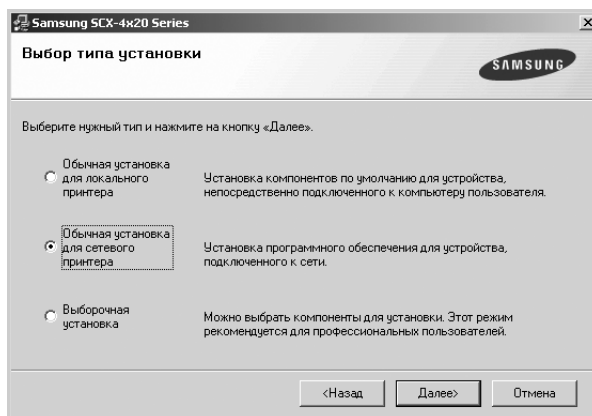 Samsung SCX-4x20 Series
Выбор типа установки
SAMSUNG
Выберите нужный тип и нажмите на кнопку «Далее».
Обычная установка
для локального
принтера
Установка компонентов по умолчанию для устройства,
непосредственно подключенного к компьютеру пользователя.
Обычная установка
для сетевого
принтера
Установка программного обеспечения для устройства,
подключенного к сети.
Выборочная
установка
Можно выбрать компоненты для установки. Этот режим
рекомендуется для профессиональных пользователей.
<Назад
Далее>
Отмена